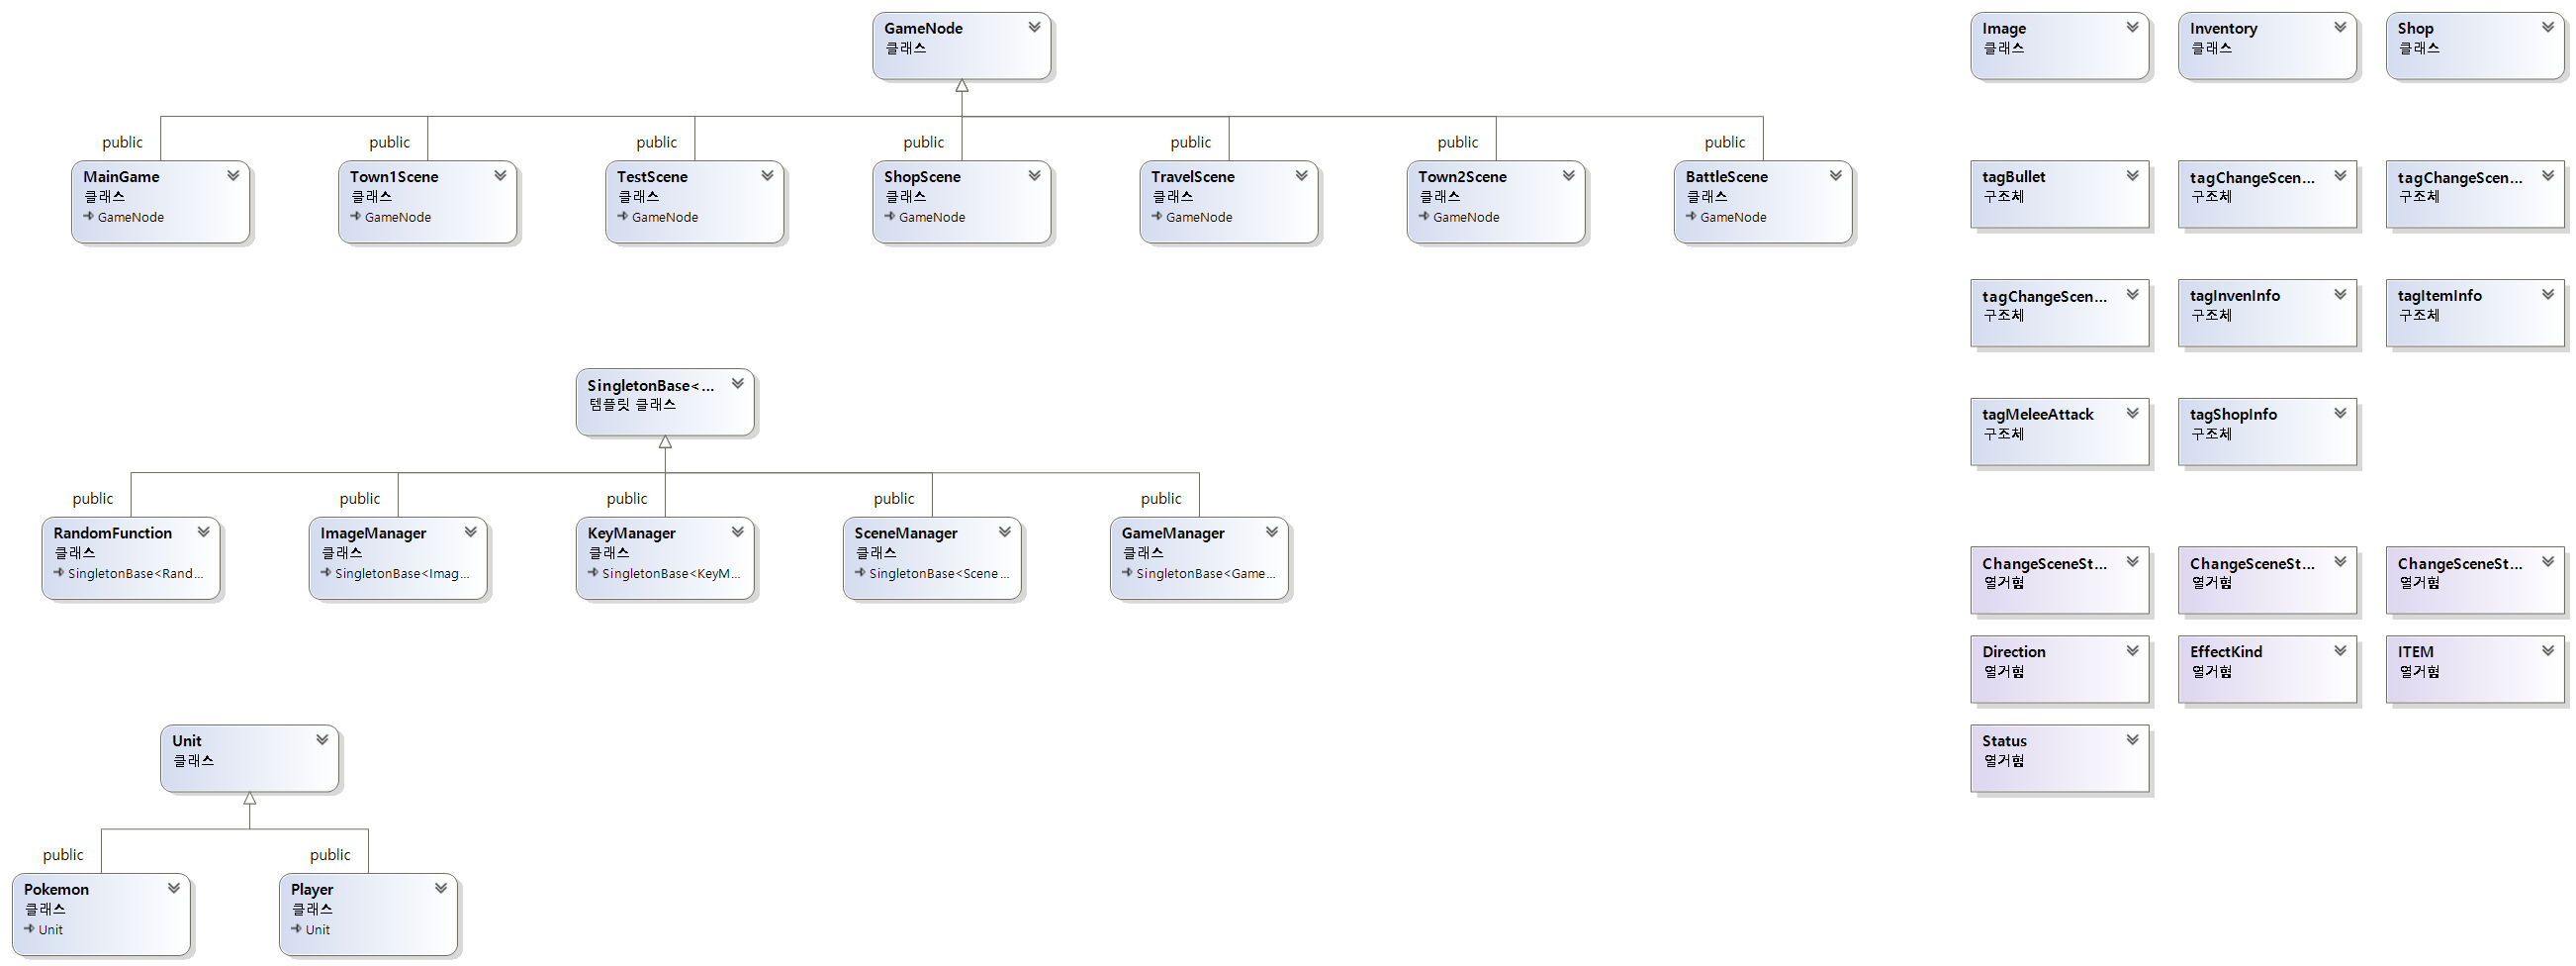 GameNode
클래스
Image
클래스
Inventory
클래스
Shop
클래스
public
public
public
public
public
public
public
MainGame
클래스
GameNode
Town1Scene
클래스
GameNode
TestScene
클래스
GameNode
ShopScene
클래스
GameNode
TravelScene
클래스
GameNode
Town2Scene
클래스
GameNode
BattleScene
클래스
GameNode
tagBullet
구조체
tagChangeScen...
구조체
tagChangeScen...
구조체
tagChangeScen...
구조체
tagInvenInfo
구조체
tagItemInfo
구조체
SingletonBase<...
템플릿 클래스
tagMeleeAttack
구조체
tagShopInfo
구조체
public
public
public
public
public
RandomFunction
클래스
SingletonBase<Rand...
ImageManager
클래스
SingletonBase<Imag...
KeyManager
클래스
SingletonBase<KeyM...
SceneManager
클래스
SingletonBase<Scene...
GameManager
클래스
SingletonBase<Game...
ChangeSceneSt...
열거형
ChangeSceneSt...
열거형
ChangeSceneSt...
열거형
Direction
열거형
EffectKind
열거형
ITEM
열거형
Unit
클래스
Status
열거형
public
public
Pokemon
클래스
Unit
Player
클래스
Unit